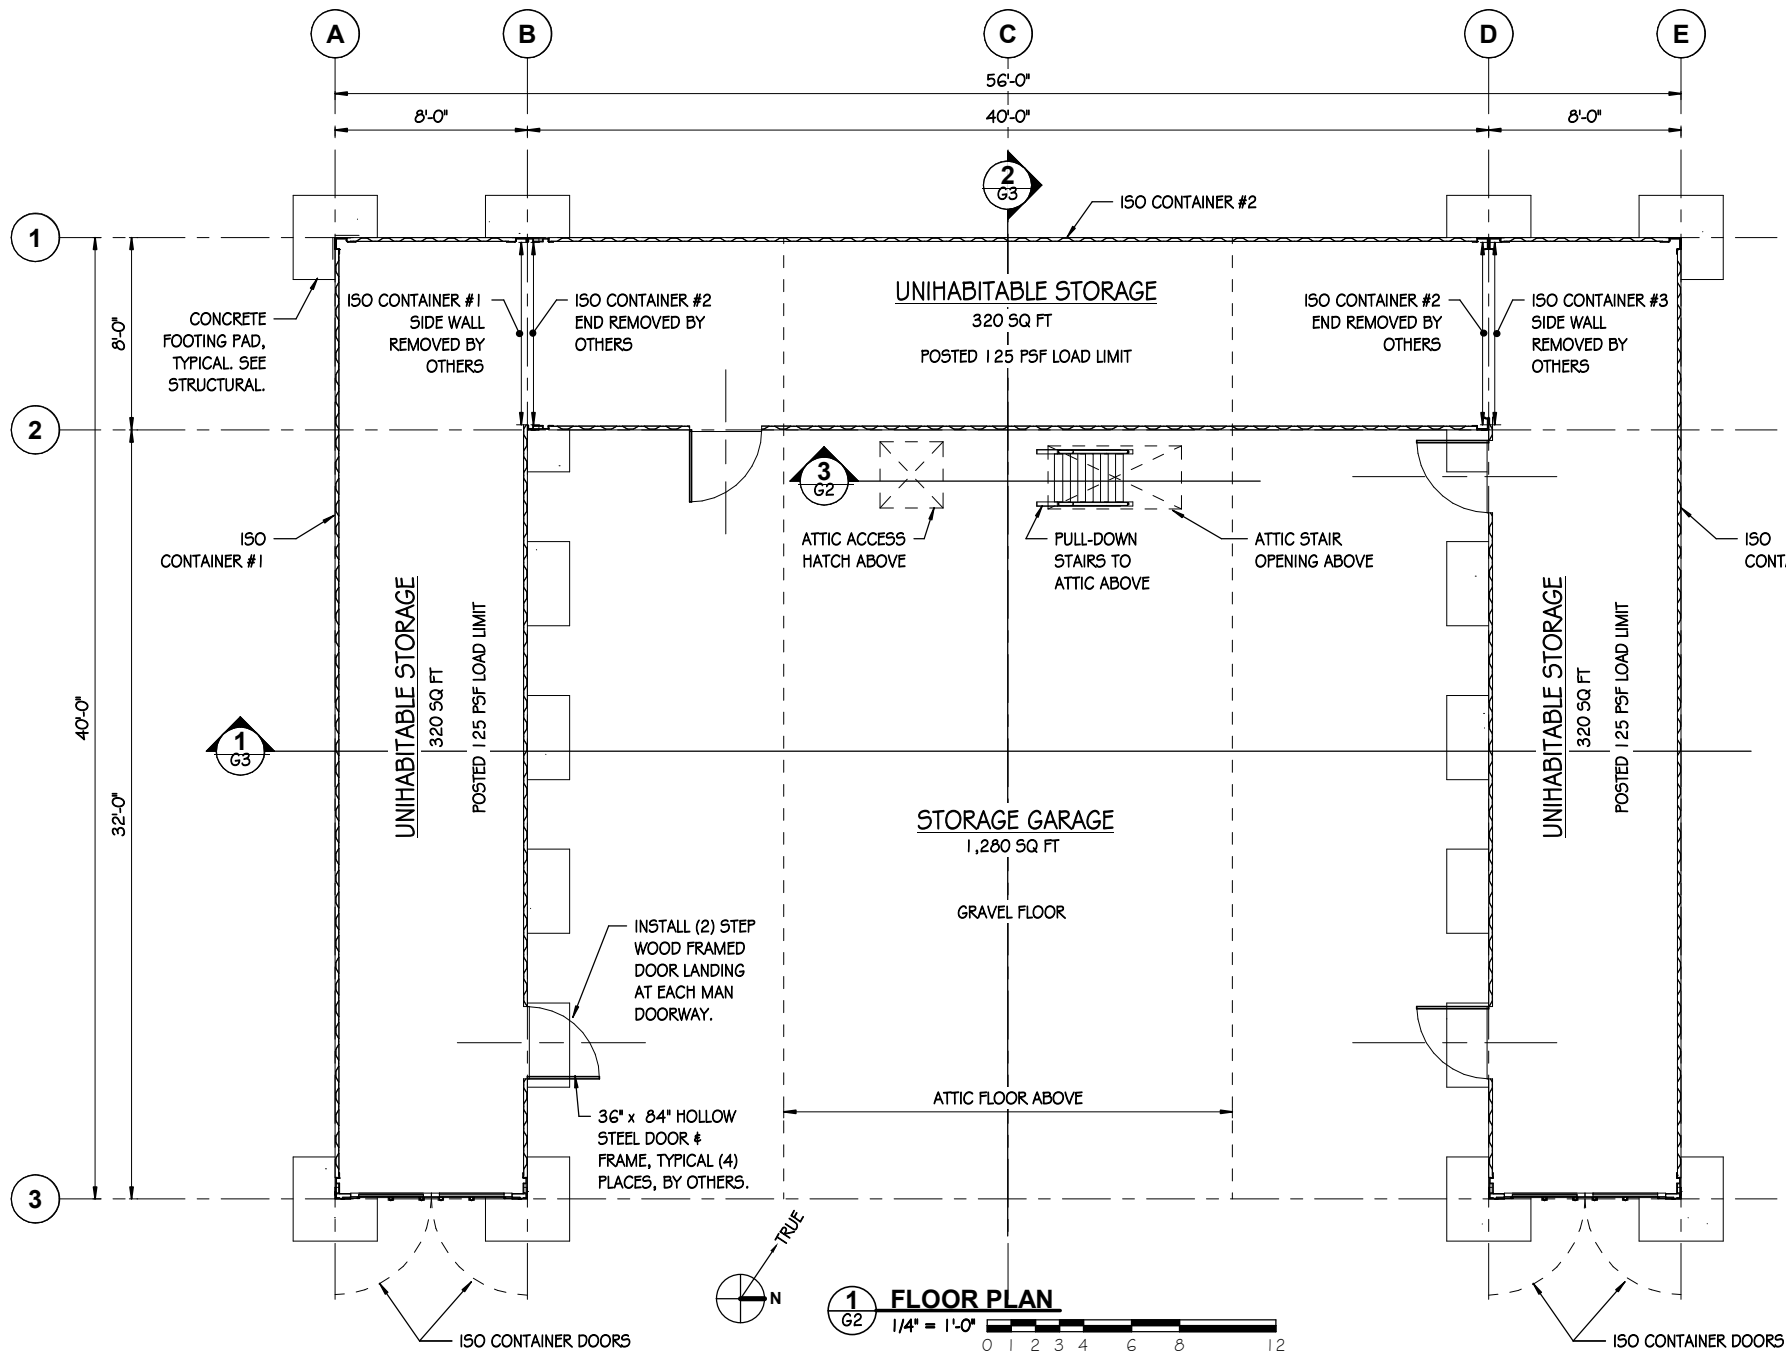 A
B
C
D
E
56'-0"
8'-0"
40'-0"
8'-0"
2
G3
ISO CONTAINER #2
1
8'-0"
CONCRETE
FOOTING PAD,
TYPICAL. SEE
STRUCTURAL.
ISO CONTAINER #1
SIDE WALL
REMOVED BY
OTHERS
ISO CONTAINER #2
END REMOVED BY
OTHERS
UNIHABITABLE STORAGE
320 SQ FT
POSTED 125 PSF LOAD LIMIT
ISO CONTAINER #2
END REMOVED BY
OTHERS
ISO CONTAINER #3
SIDE WALL
REMOVED BY
OTHERS
2
3
G2
ISO
CONTAINER #1
ATTIC ACCESS
HATCH ABOVE
PULL-DOWN
STAIRS TO
ATTIC ABOVE
ATTIC STAIR
OPENING ABOVE
ISO
CONT
UNIHABITABLE STORAGE
320 SQ FT
POSTED 125 PSF LOAD LIMIT
UNIHABITABLE STORAGE
320 SQ FT
POSTED 125 PSF LOAD LIMIT
40'-0"
32'-0"
1
G3
STORAGE GARAGE
1,280 SQ FT
GRAVEL FLOOR
INSTALL (2) STEP
WOOD FRAMED
DOOR LANDING
AT EACH MAN
DOORWAY.
ATTIC FLOOR ABOVE
36" x 84" HOLLOW
STEEL DOOR &
FRAME, TYPICAL (4)
PLACES, BY OTHERS.
3
TRUE
N
1
G2
FLOOR PLAN
1/4" = 1'-0"
0 1 2 3 4 6 8 12
ISO CONTAINER DOORS
ISO CONTAINER DOORS